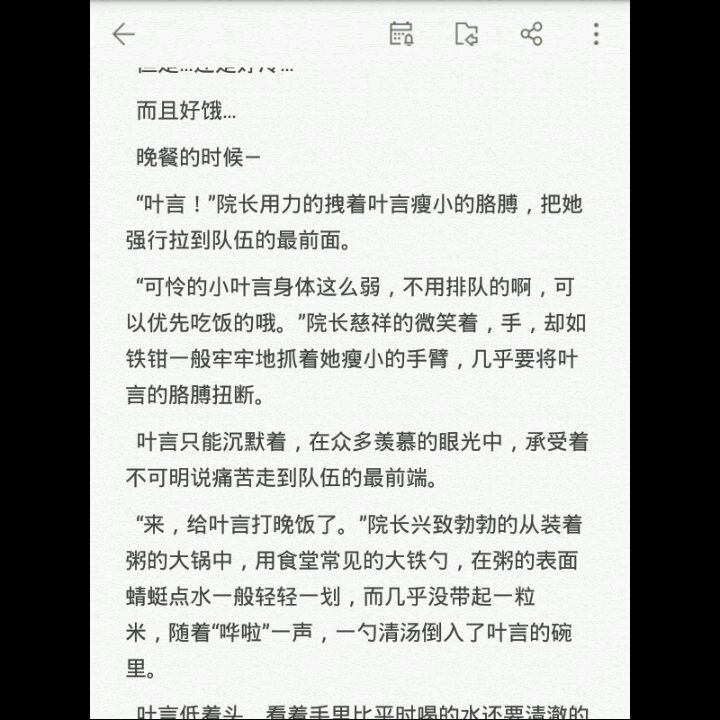 但是...还是好冷...
而且好饿...
晚餐的时候－
“叶言！”院长用力的拽着叶言瘦小的胳膊，把她
强行拉到队伍的最前面。
“可怜的小叶言身体这么弱，不用排队的啊，可
以优先吃饭的哦。”院长慈祥的微笑着，手，却如
铁钳一般牢牢地抓着她瘦小的手臂，几乎要将叶
言的胳膊扭断。
叶言只能沉默着，在众多羡慕的眼光中，承受着
不可明说痛苦走到队伍的最前端。
“来，给叶言打晚饭了。”院长兴致勃勃的从装着
粥的大锅中，用食堂常见的大铁勺，在粥的表面
蜻蜓点水一般轻轻一划，而几乎没带起一粒
米，随着“哗啦”一声，一勺清汤倒入了叶言的碗
里。
叶言低着头，看着手里比平时喝的水还要清澈的